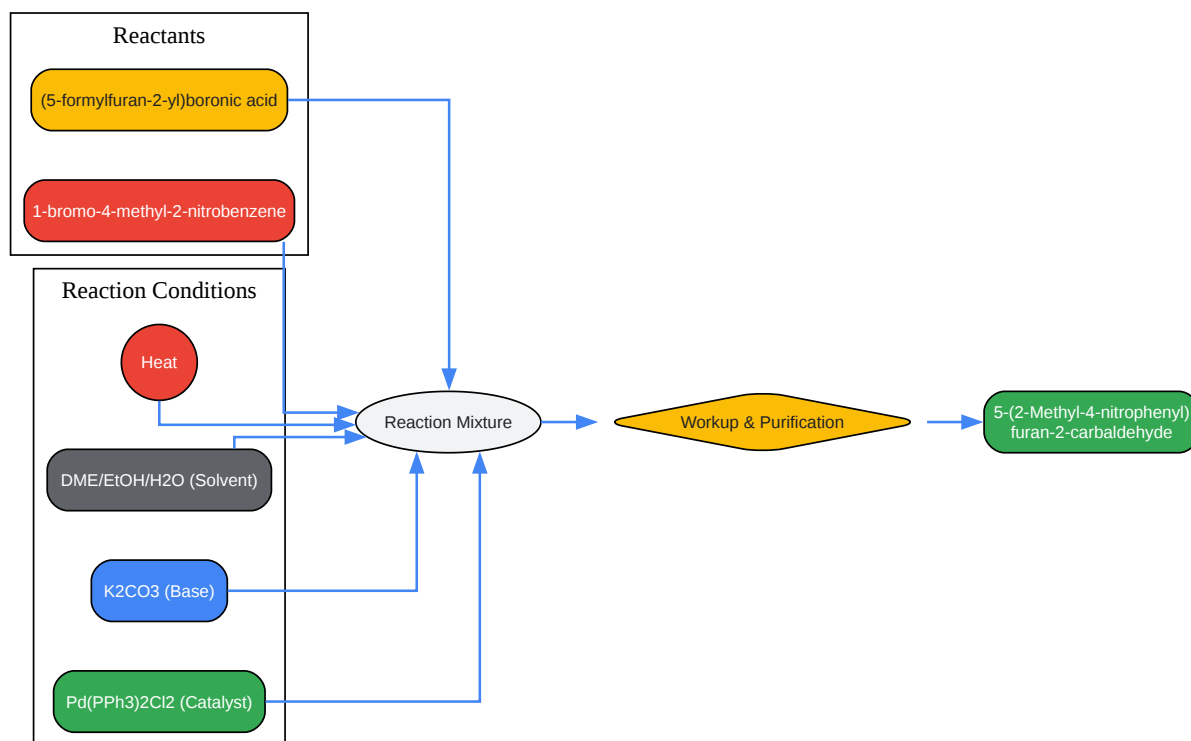 Reactants
(5-formylfuran-2-yl)boronic acid
1-bromo-4-methyl-2-nitrobenzene
Reaction Conditions
Heat
DME/EtOH/H2O (Solvent)
K2CO3 (Base)
Pd(PPh3)2Cl2 (Catalyst)
Reaction Mixture
Workup & Purification
5-(2-Methyl-4-nitrophenyl)
furan-2-carbaldehyde